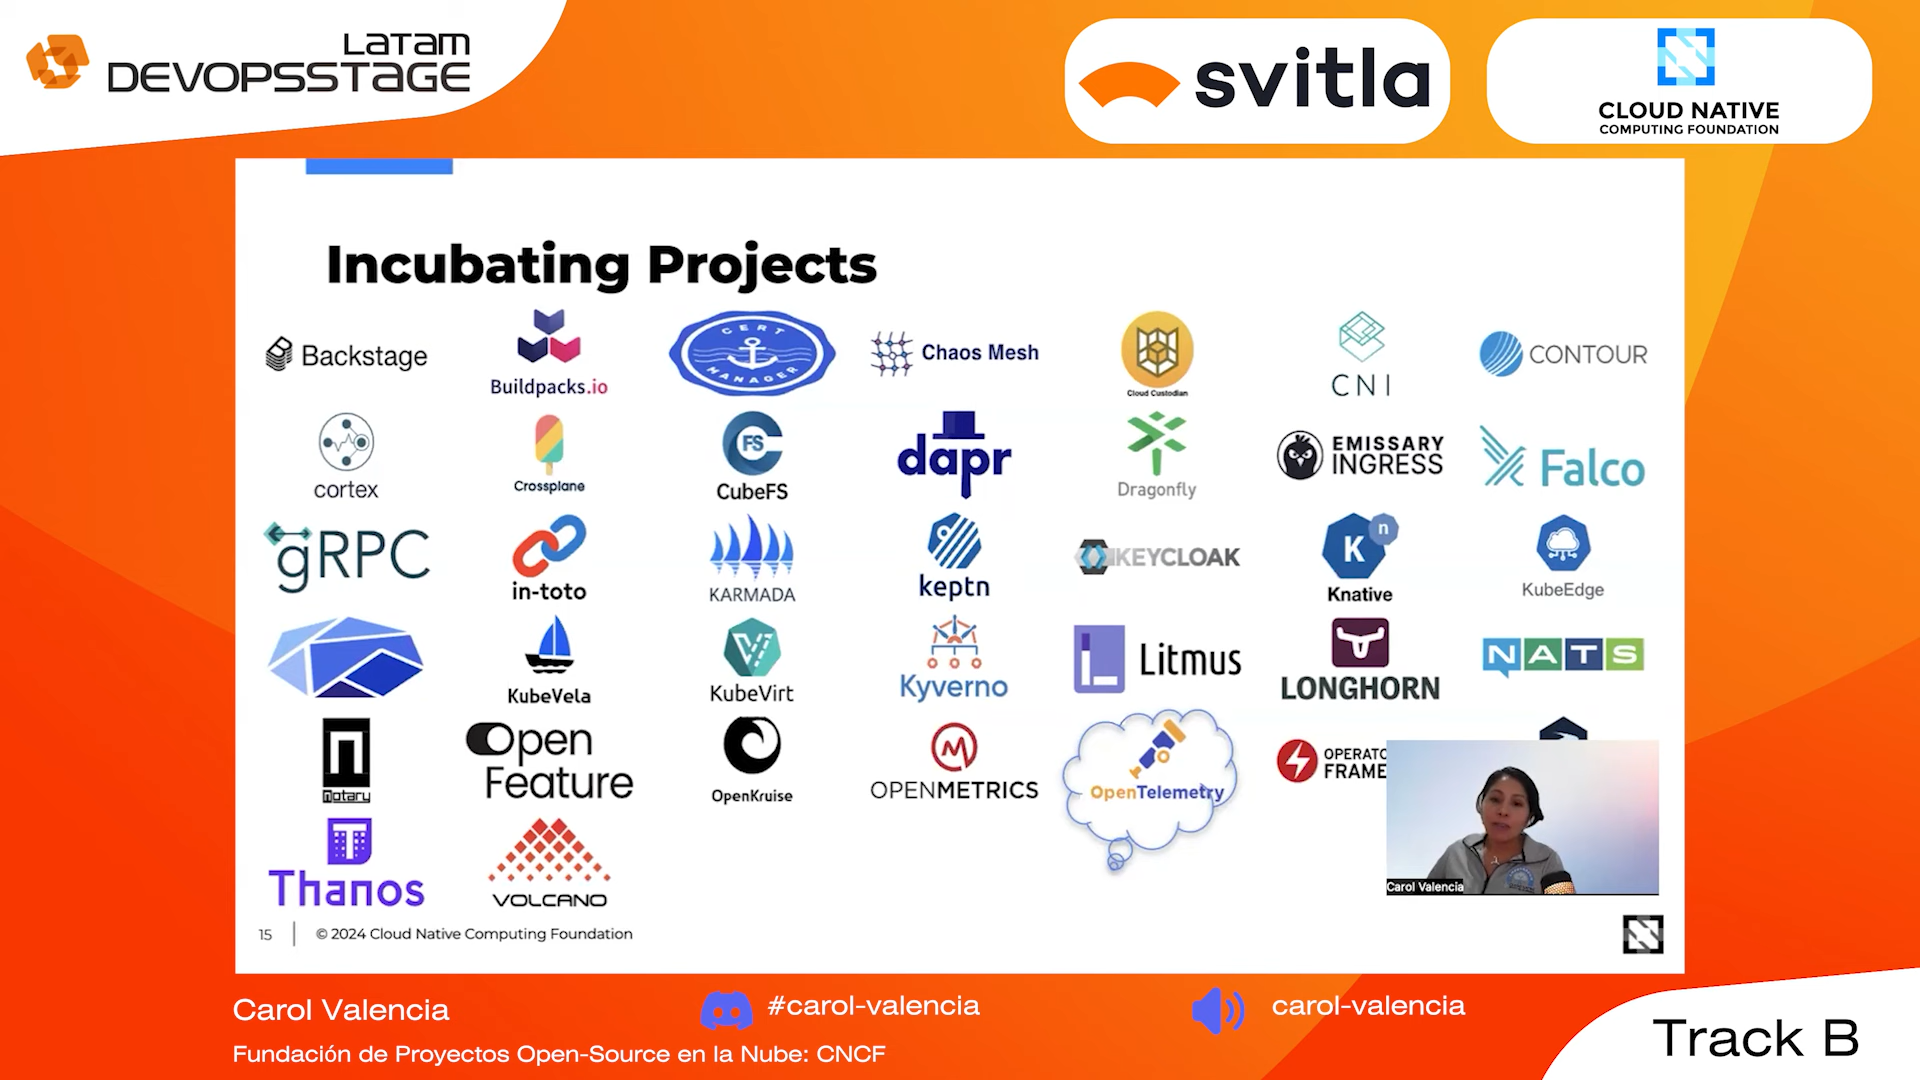 LATAM
DEVOPSSTAGE
svitla
CLOUD NATIVE
COMPUTING FOUNDATION
Incubating Projects
Backstage
Buildpacks.io
CERT
MANAGER
Chaos Mesh
Cloud Custodian
CNI
CONTOUR
cortex
Crossplane
FS
CubeFS
dapr
Dragonfly
EMISSARY
INGRESS
Falco
gRPC
in-toto
KARMADA
keptn
KEYCLOAK
K
n
Knative
KubeEdge
KubeVela
KubeVirt
Kyverno
Litmus
LONGHORN
NATS
notary
Open
Feature
OpenKruise
OPENMETRICS
OpenTelemetry
OPERATO
FRAME
Thanos
VOLCANO
Carol Valencia
15
© 2024 Cloud Native Computing Foundation
Carol Valencia
#carol-valencia
carol-valencia
Fundación de Proyectos Open-Source en la Nube: CNCF
Track B